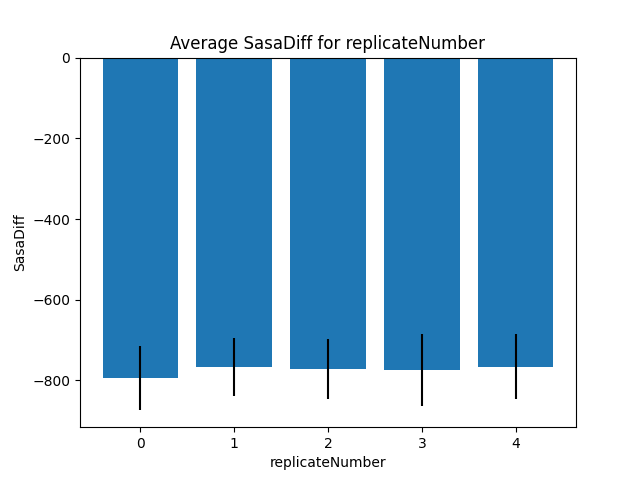 Average SasaDiff for replicateNumber
0
−200
−400
−600
−800
SasaDiff
0 1 2 3 4
replicateNumber